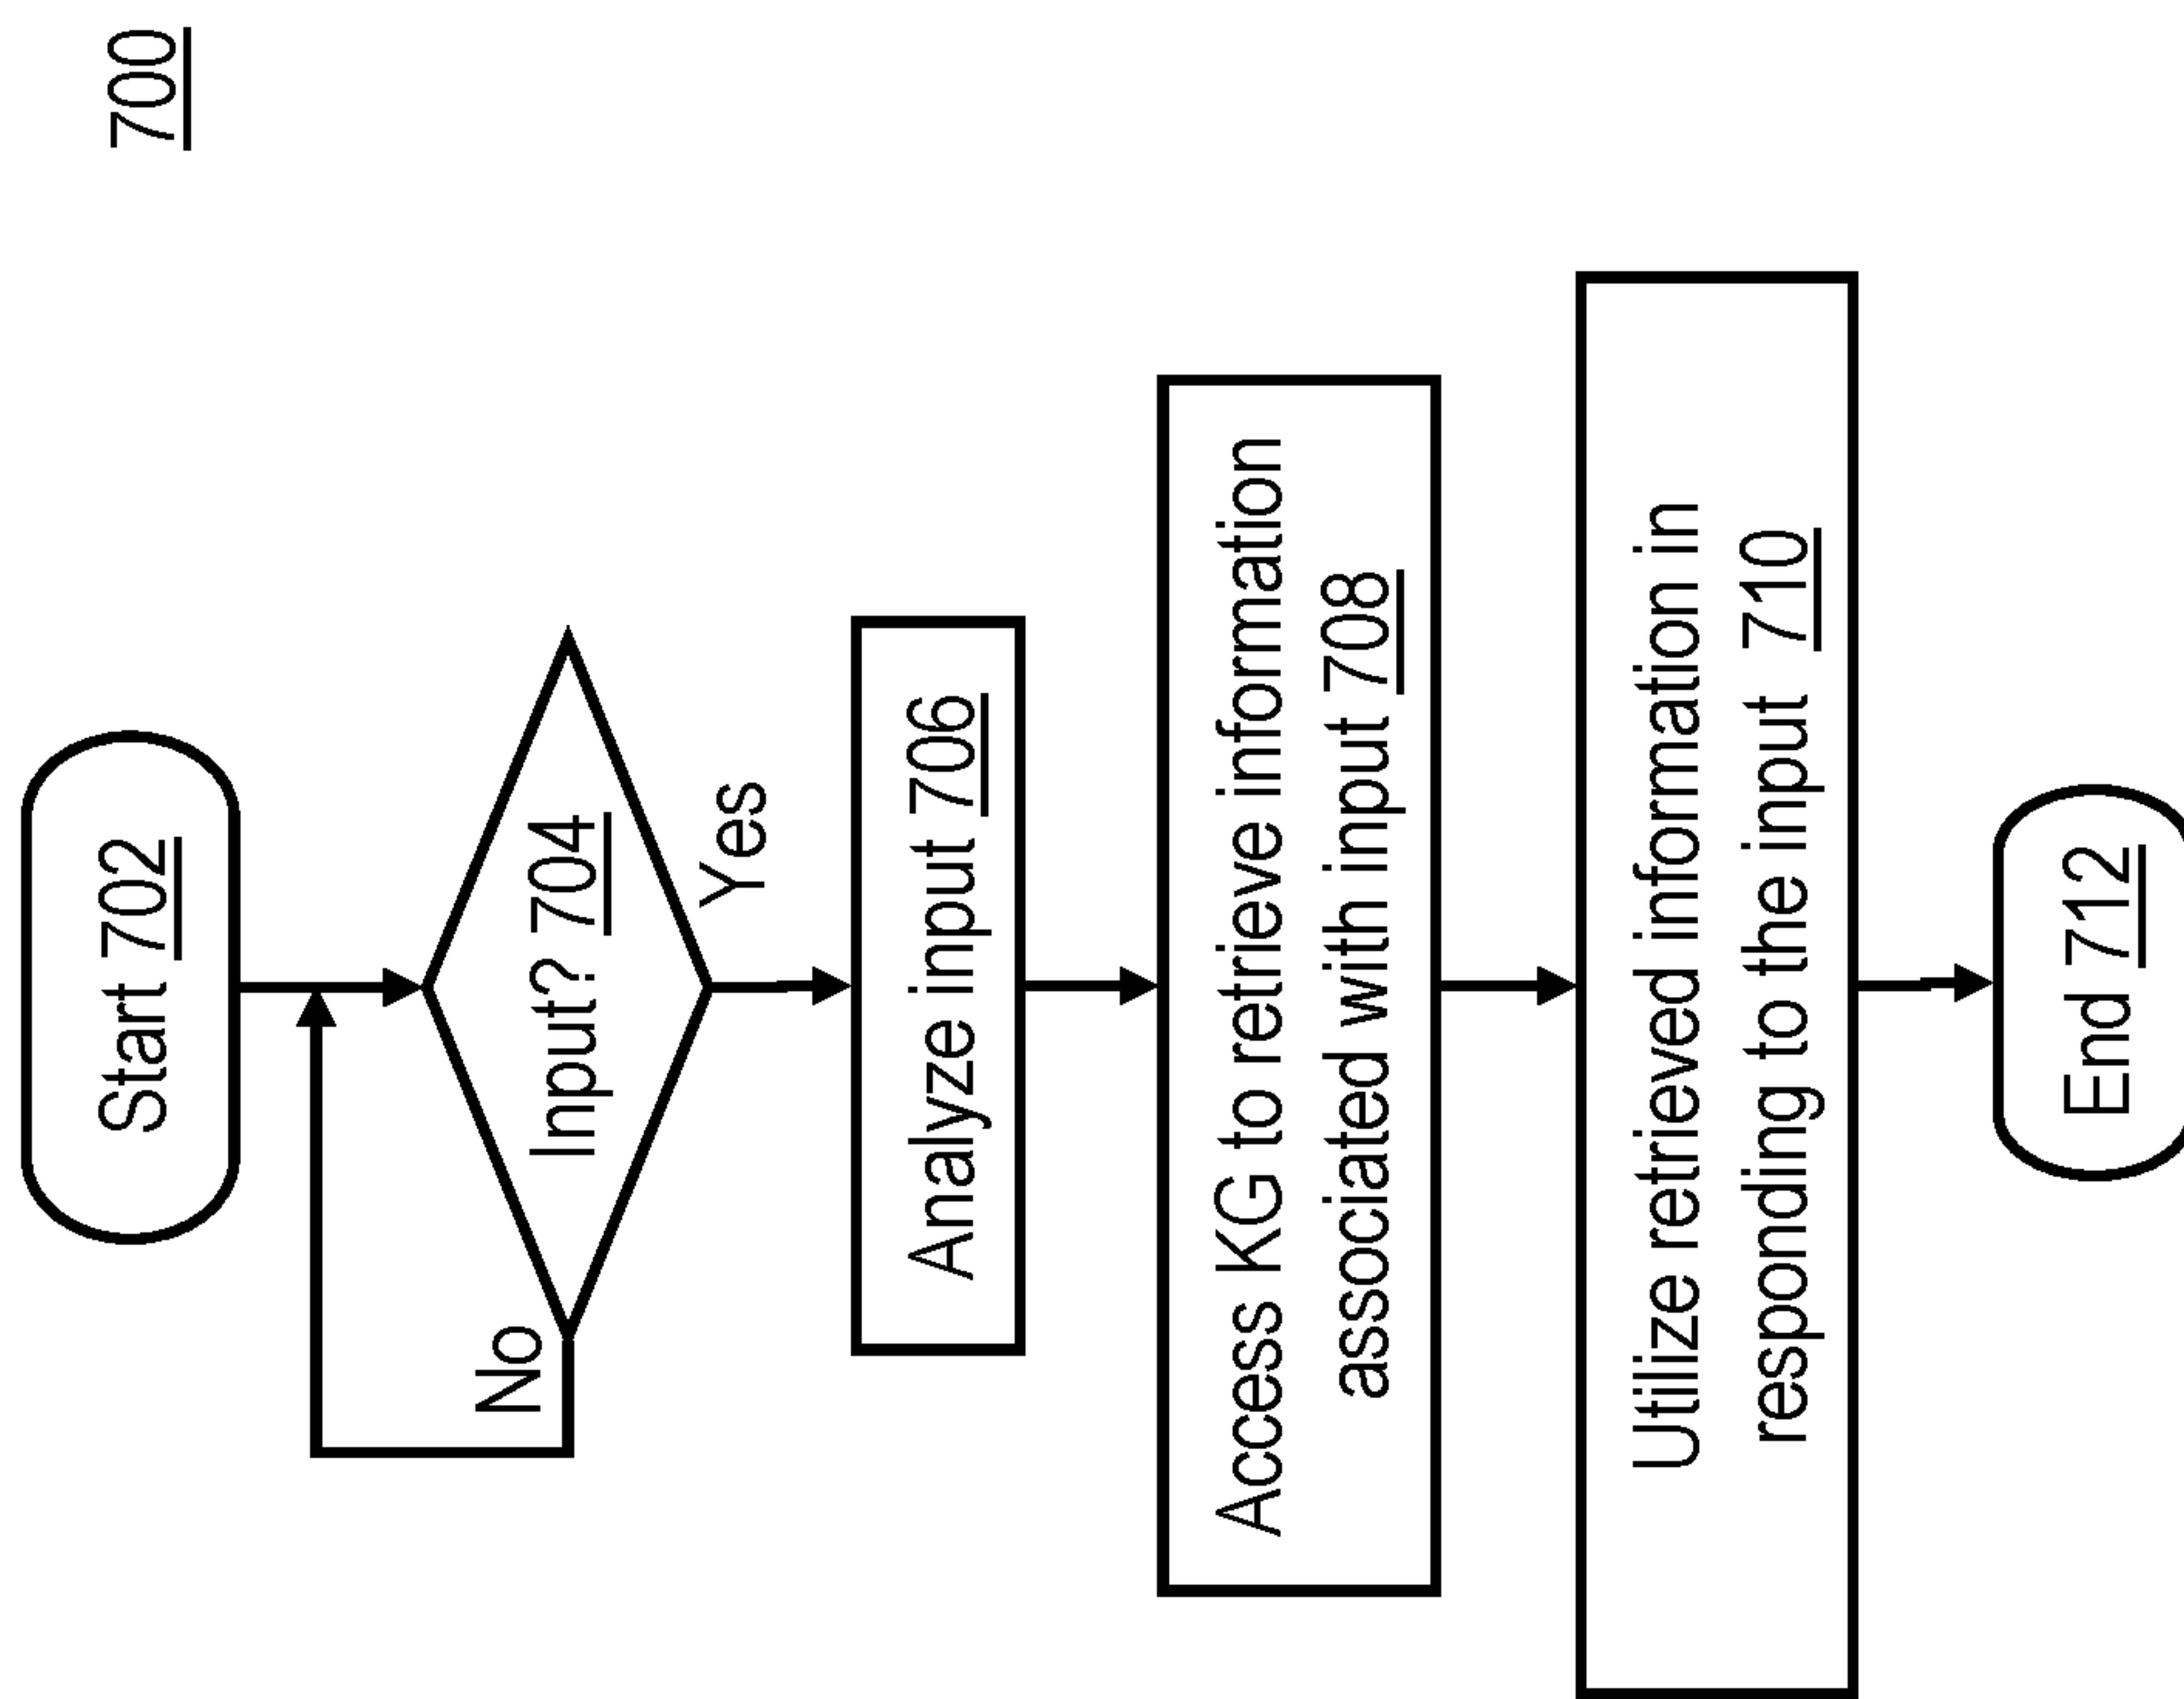 700
Start 702
Input? 704
No
Yes
Analyze input 706
Access KG to retrieve information
associated with input 708
Utilize retrieved information in
responding to the input 710
End 712